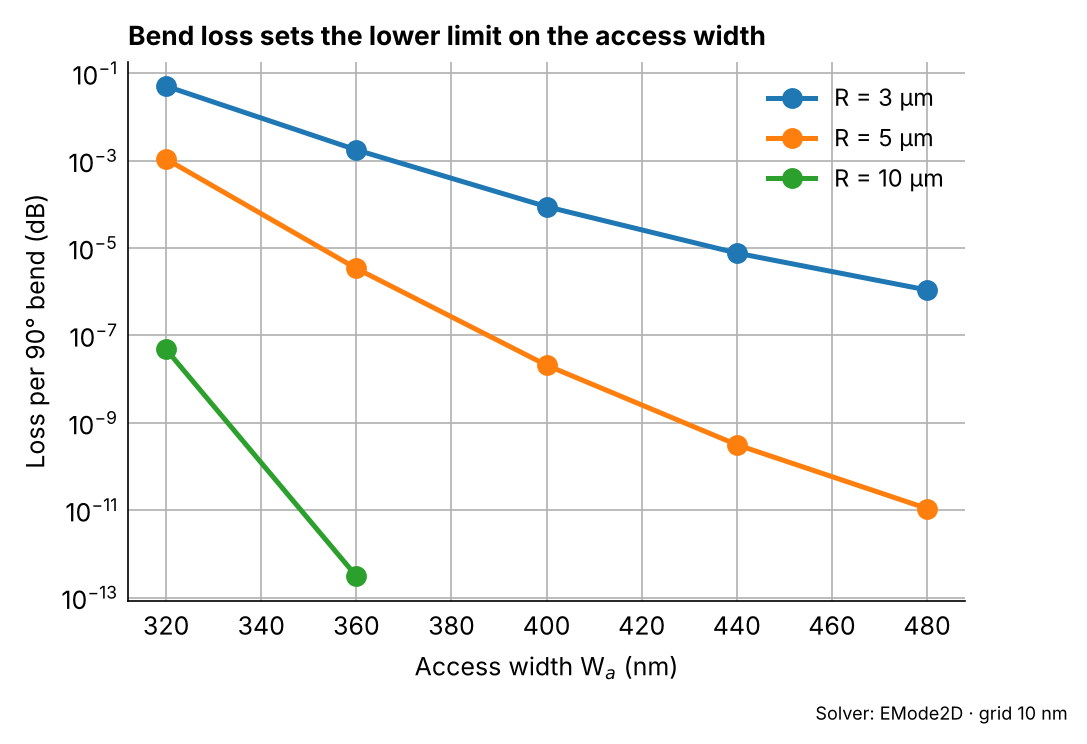 Bend loss sets the lower limit on the access width
Loss per 90° bend (dB)
10⁻¹
10⁻³
10⁻⁵
10⁻⁷
10⁻⁹
10⁻¹¹
10⁻¹³
R = 3 µm
R = 5 µm
R = 10 µm
320 340 360 380 400 420 440 460 480
Access width Wₐ (nm)
Solver: EMode2D · grid 10 nm